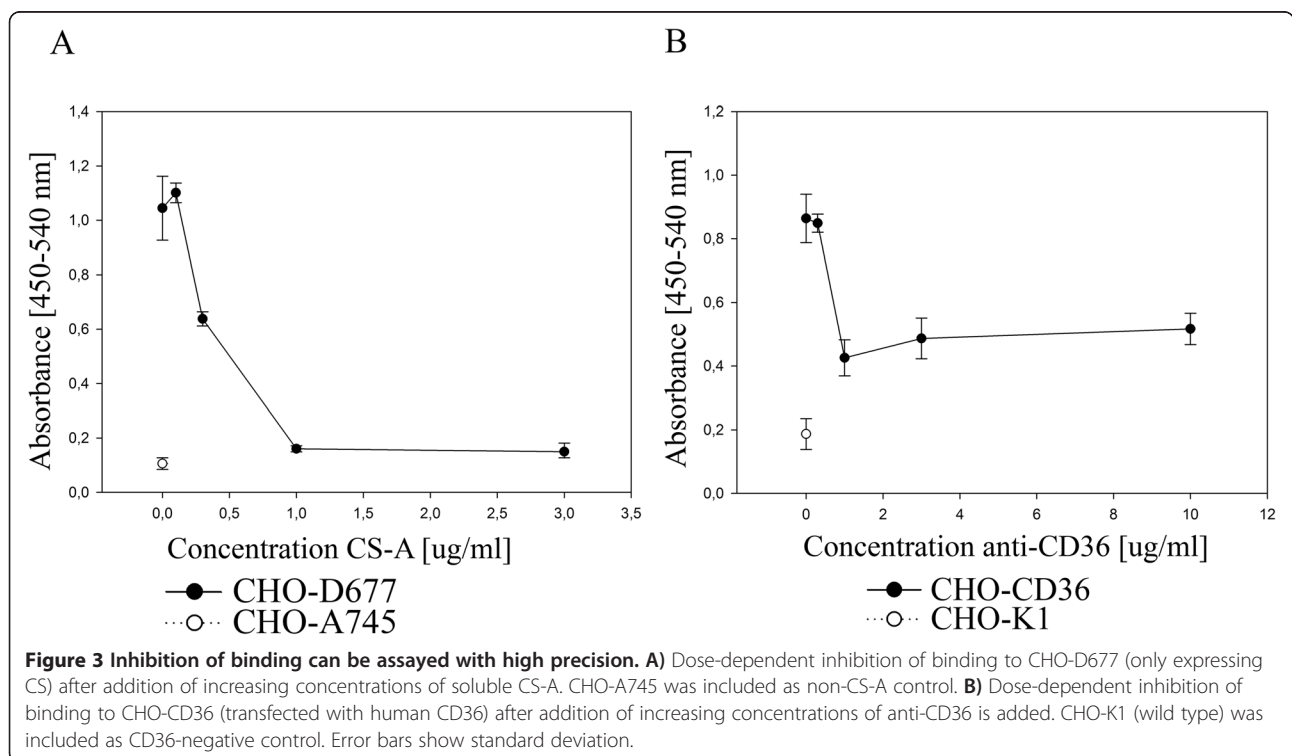 A
B
Absorbance [450-540 nm]
1,4
1,2
1,0
0,8
0,6
0,4
0,2
0,0
0,0 0,5 1,0 1,5 2,0 2,5 3,0 3,5
Concentration CS-A [ug/ml]
CHO-D677
CHO-A745
Absorbance [450-540 nm]
1,2
1,0
0,8
0,6
0,4
0,2
0,0
0 2 4 6 8 10 12
Concentration anti-CD36 [ug/ml]
CHO-CD36
CHO-K1
Figure 3 Inhibition of binding can be assayed with high precision. A) Dose-dependent inhibition of binding to CHO-D677 (only expressing
CS) after addition of increasing concentrations of soluble CS-A. CHO-A745 was included as non-CS-A control. B) Dose-dependent inhibition of
binding to CHO-CD36 (transfected with human CD36) after addition of increasing concentrations of anti-CD36 is added. CHO-K1 (wild type) was
included as CD36-negative control. Error bars show standard deviation.